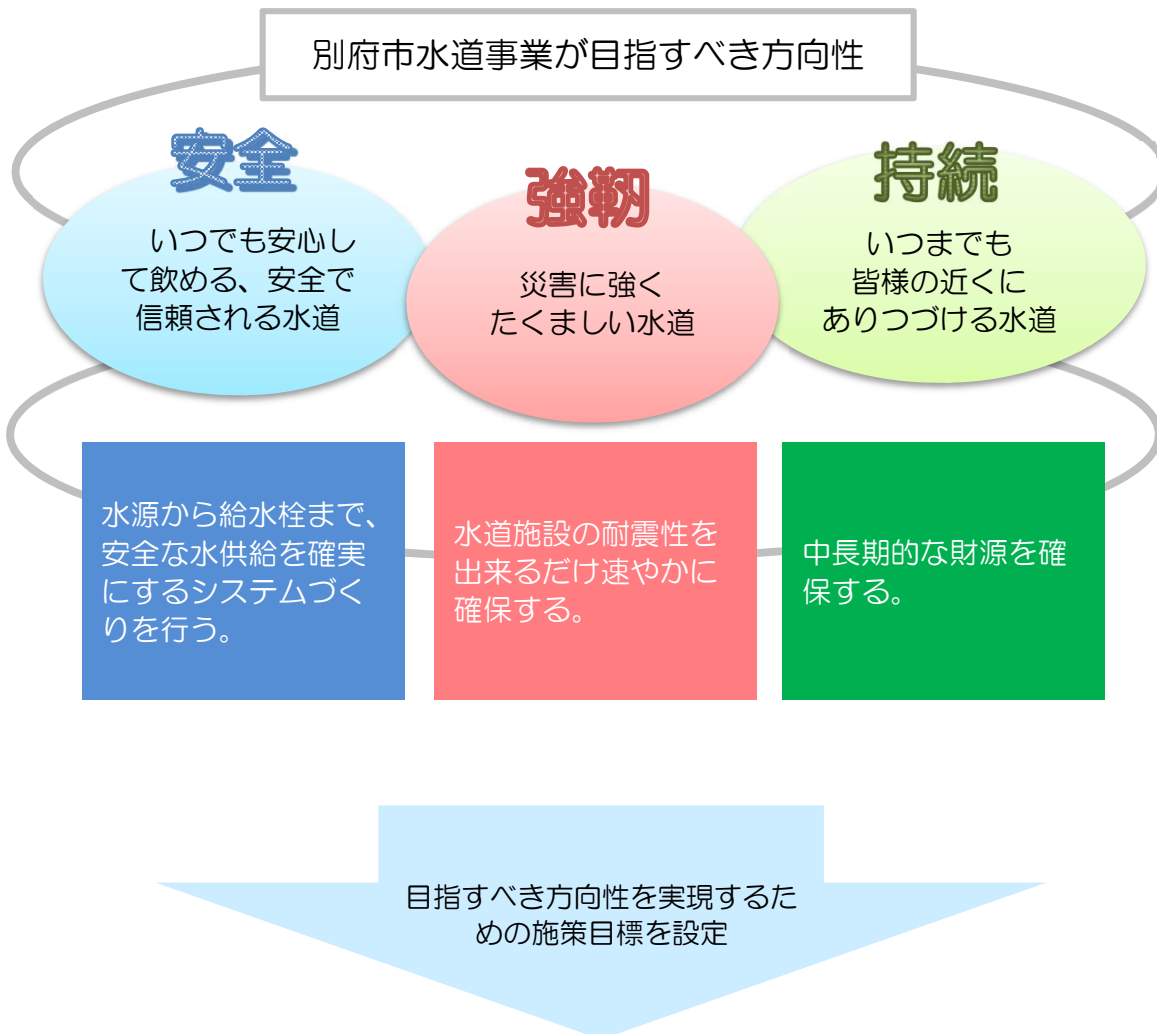 別府市水道事業が目指すべき方向性
安全
いつでも安心し
て飲める、安全で
信頼される水道
強靭
災害に強く
たくましい水道
持続
いつまでも
皆様の近くに
ありつづける水道
水源から給水栓まで、
安全な水供給を確実
にするシステムづく
りを行う。
水道施設の耐震性を
出来るだけ速やかに
確保する。
中長期的な財源を確
保する。
目指すべき方向性を実現するた
めの施策目標を設定